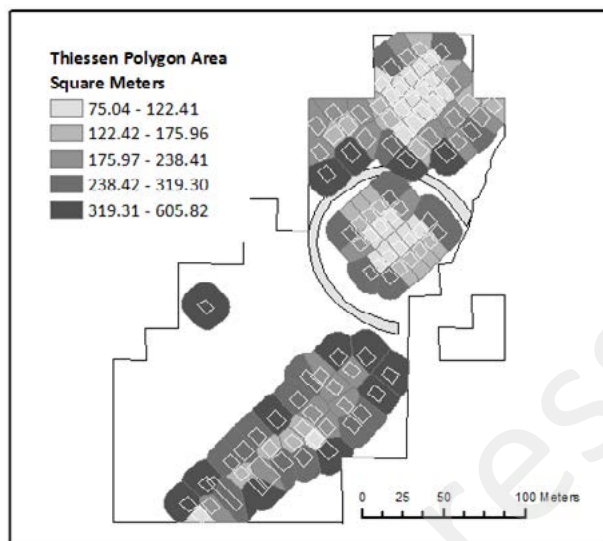 Thiessen Polygon Area
Square Meters
75.04 - 122.41
122.42 - 175.96
175.97 - 238.41
238.42 - 319.30
319.31 - 605.82
0 25 50 100 Meters